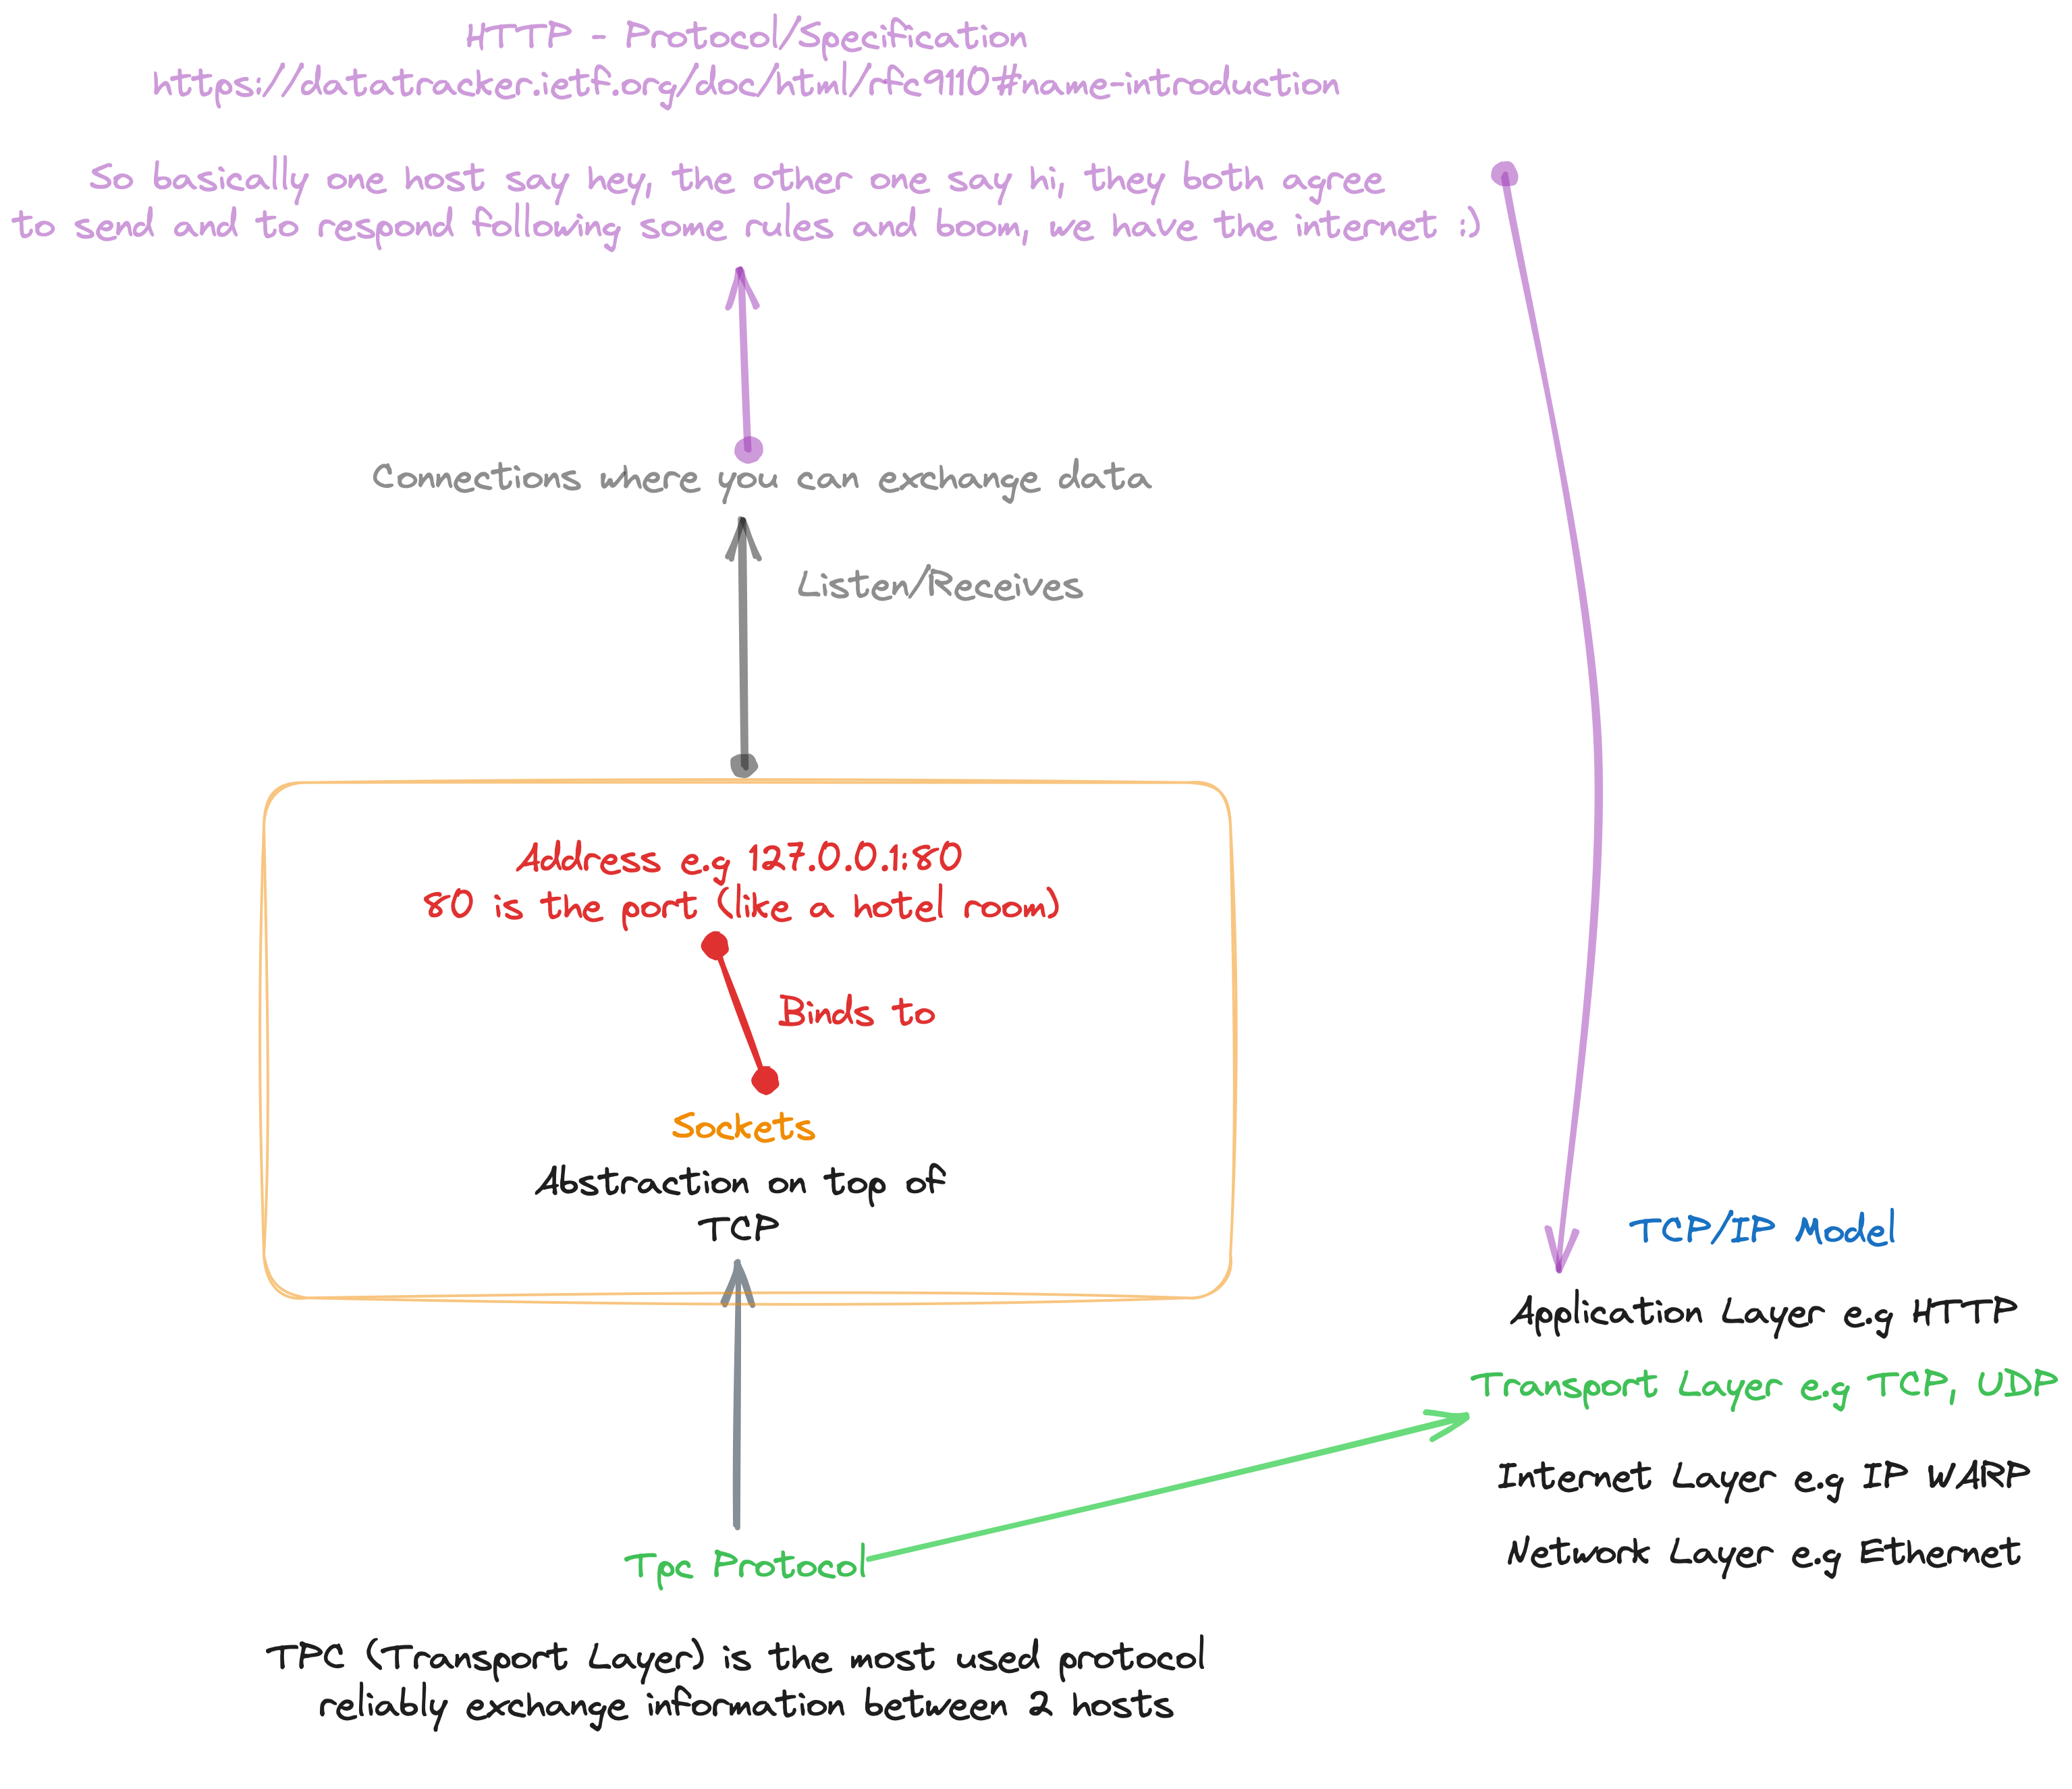 HTTP - Protocol/Specification
https://datatracker.ietf.org/doc/html/rfc9110#name-introduction
So basically one host say hey, the other one say hi, they both agree
to send and to respond following some rules and boom, we have the internet :)
Connections where you can exchange data
Listen/Receives
Address e.g 127.0.0.1:80
80 is the port (like a hotel room)
Binds to
Sockets
Abstraction on top of
TCP
TCP/IP Model
Application Layer e.g HTTP
Transport Layer e.g TCP, UDP
Internet Layer e.g IP WARP
Network Layer e.g Ethernet
Tpc Protocol
TPC (Transport Layer) is the most used protocol
reliably exchange information between 2 hosts